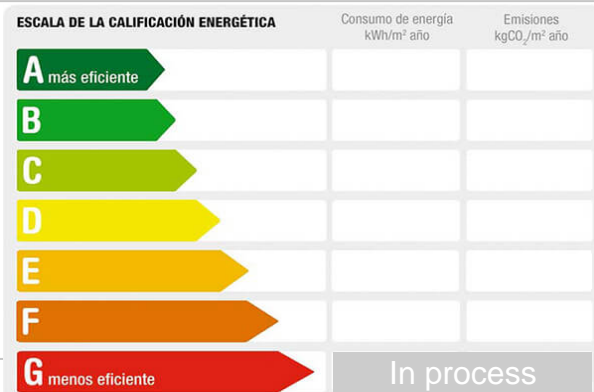 ESCALA DE LA CALIFICACIÓN ENERGÉTICA
Consumo de energía
kWh/m² año
Emisiones
kgCO₂/m² año
A más eficiente
B
C
D
E
F
G menos eficiente
In process